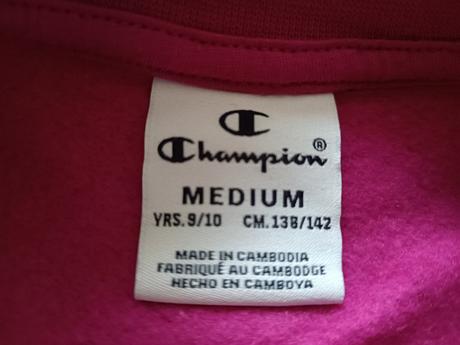 Champion®
MEDIUM
YRS. 9/10 CM. 138/142
MADE IN CAMBODIA
FABRIQUÉ AU CAMBODGE
HECHO EN CAMBOYA